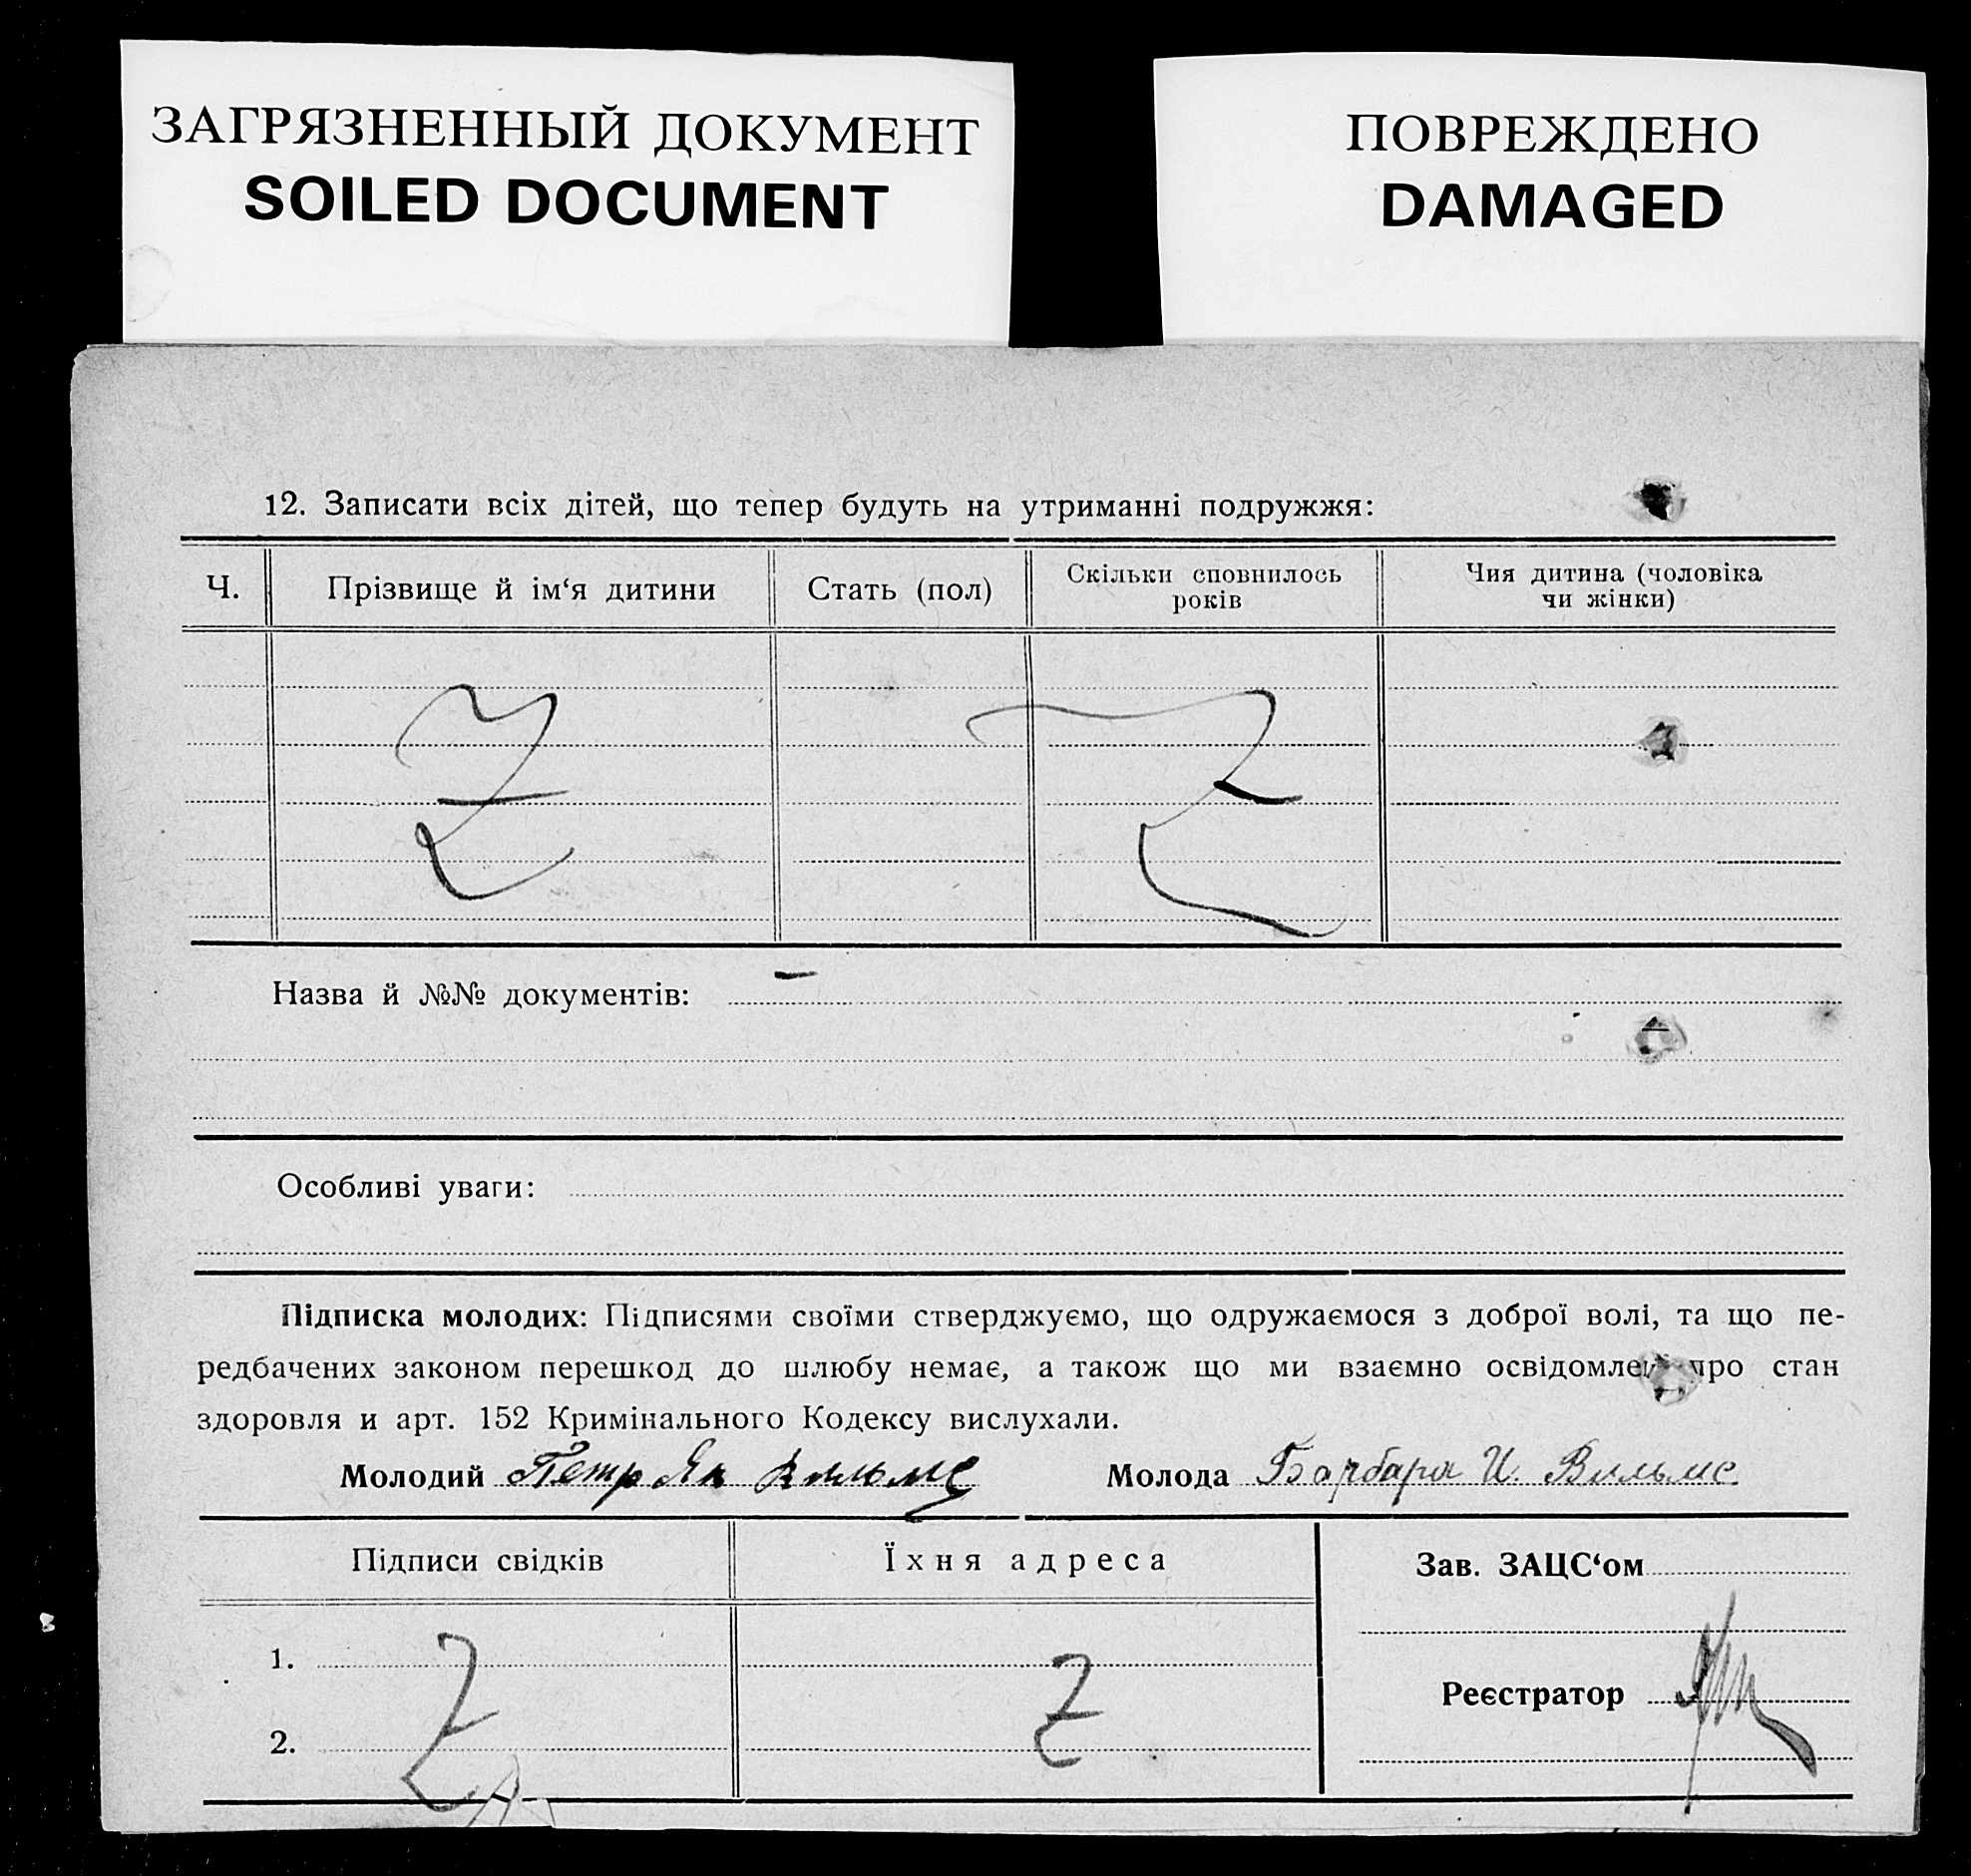 ЗАГРЯЗНЕННЫЙ ДОКУМЕНТ
SOILED DOCUMENT
ПОВРЕЖДЕНО
DAMAGED
12. Записати всіх дітей, що тепер будуть на утриманні подружжя:
Ч. Прізвище й ім‘я дитини Стать (пол) Скільки сповнилось років Чия дитина (чоловіка чи жінки)
Z Z
Назва й №№ документів: —
Особливі уваги:
Підписка молодих: Підписями своїми стверджуємо, що одружаємося з доброї волі, та що пе-
редбачених законом перешкод до шлюбу немає, а також що ми взаємно освідомлені про стан
здоровля и арт. 152 Кримінального Кодексу вислухали.
Молодий Петр Як Вильмс Молода Барбара И. Вильмс
Підписи свідків Їхня адреса Зав. ЗАЦС‘ом
1. Z Z
Реєстратор
2.